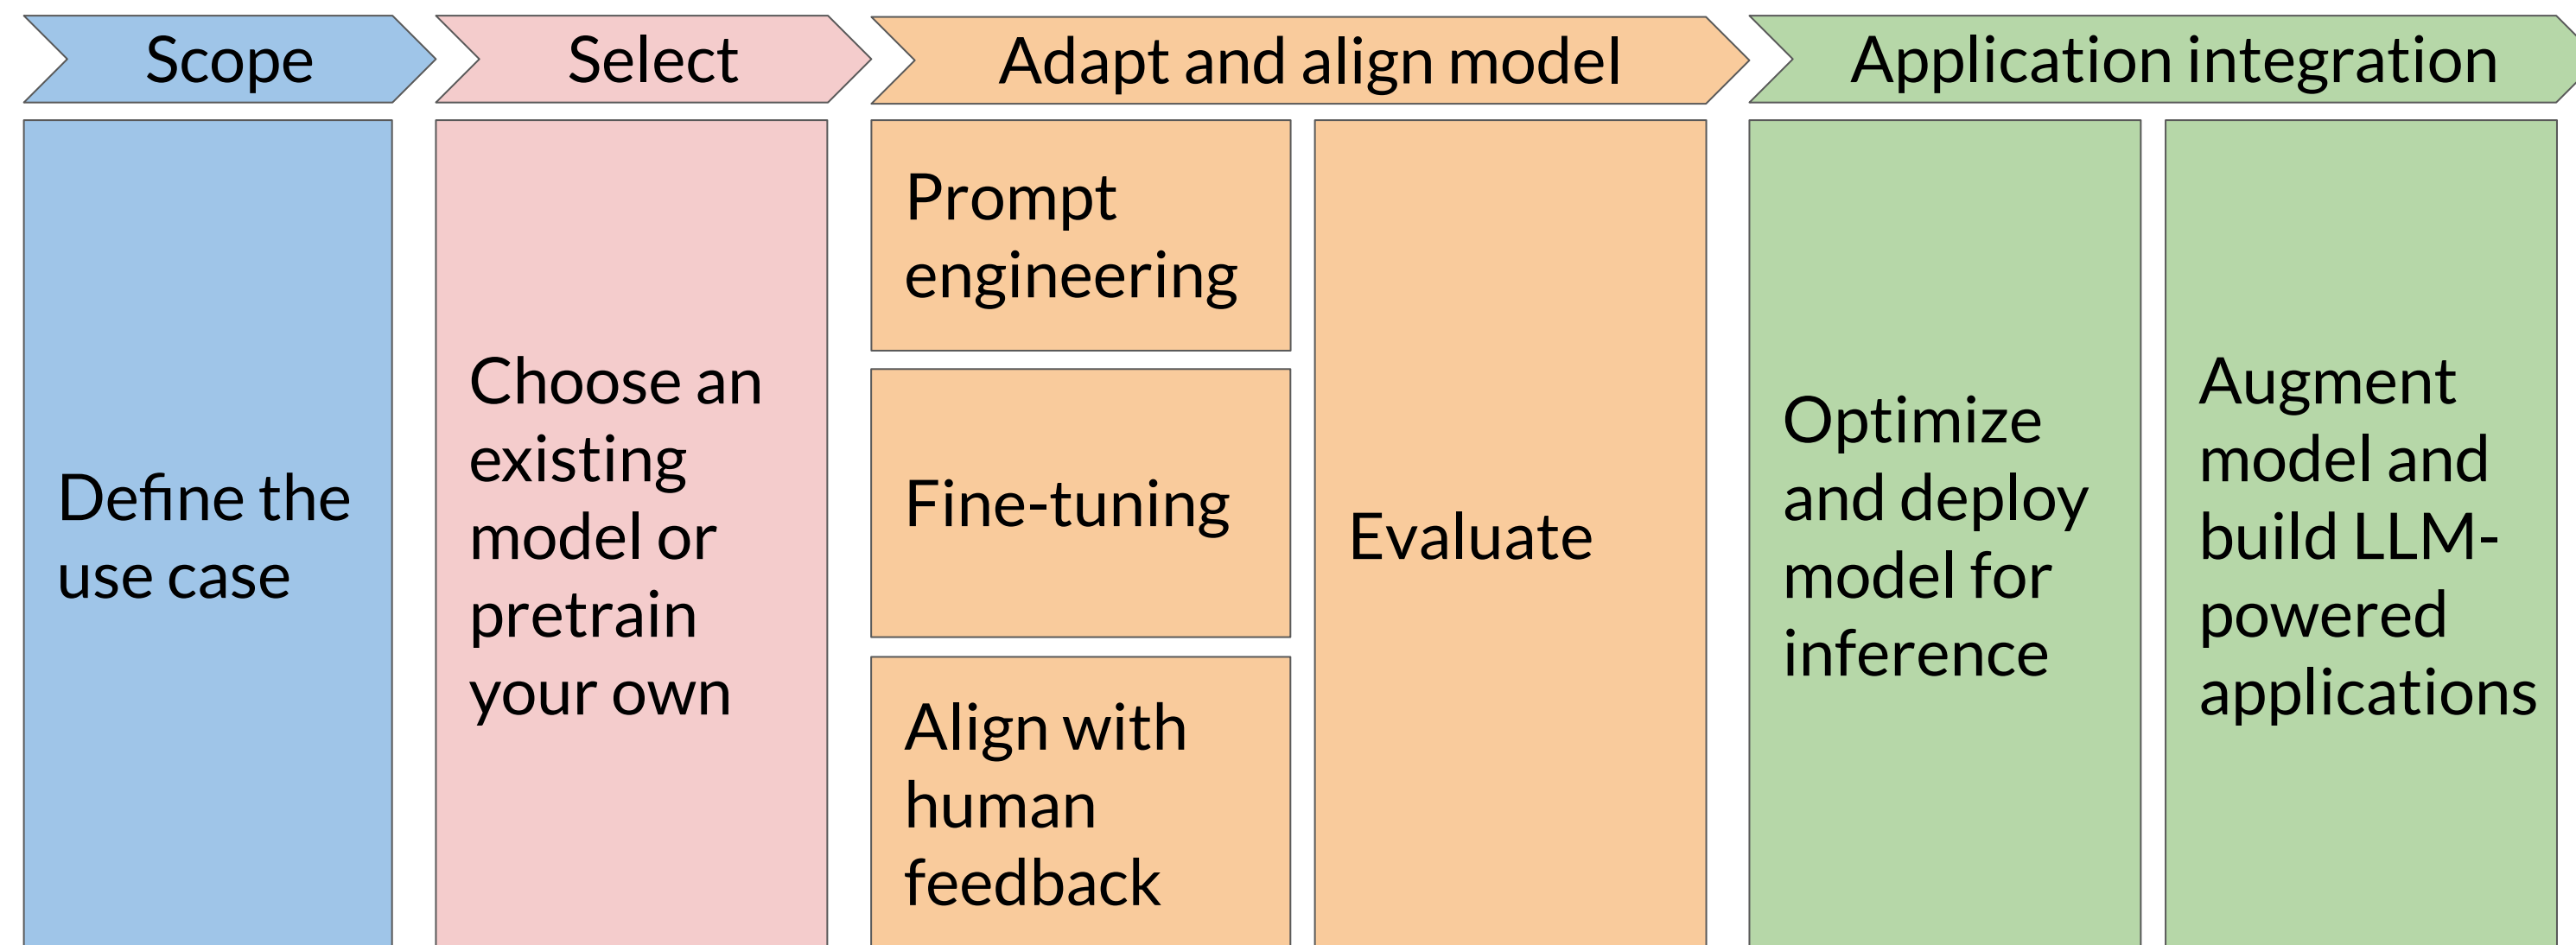 Scope
Select
Adapt and align model
Application integration
Define the
use case
Choose an
existing
model or
pretrain
your own
Prompt
engineering
Fine-tuning
Align with
human
feedback
Evaluate
Optimize
and deploy
model for
inference
Augment
model and
build LLM-
powered
applications